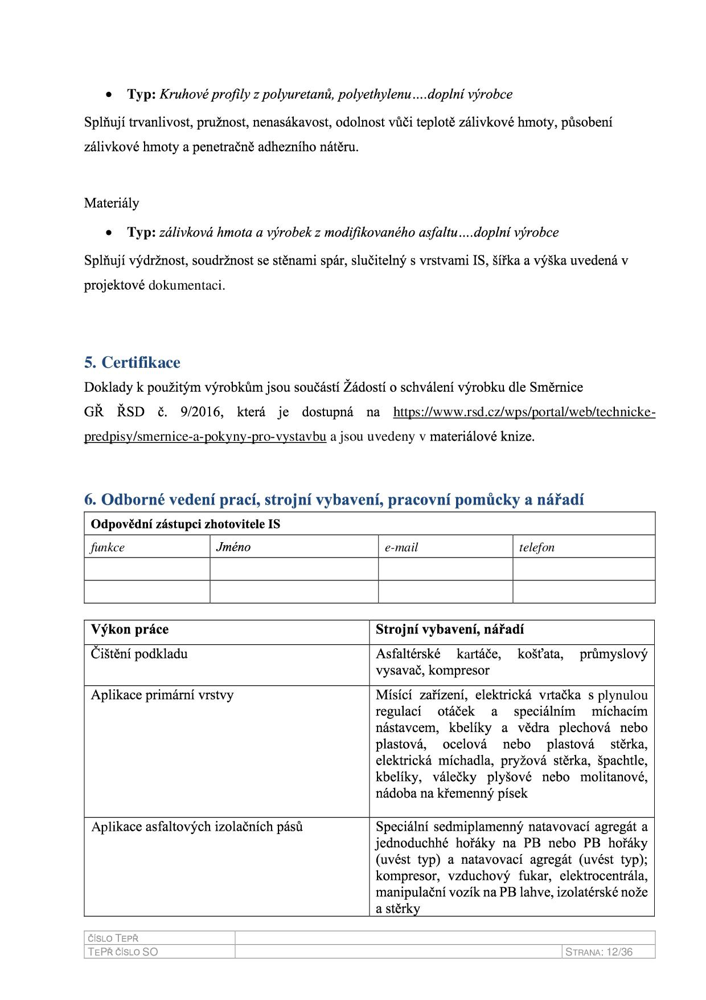 • Typ: Kruhové profily z polyuretanů, polyethylenu….doplní výrobce
Splňují trvanlivost, pružnost, nenasákavost, odolnost vůči teplotě zálivkové hmoty, působení
zálivkové hmoty a penetračně adhezního nátěru.
Materiály
• Typ: zálivková hmota a výrobek z modifikovaného asfaltu….doplní výrobce
Splňují výdržnost, soudržnost se stěnami spár, slučitelný s vrstvami IS, šířka a výška uvedená v
projektové dokumentaci.
5. Certifikace
Doklady k použitým výrobkům jsou součástí Žádostí o schválení výrobku dle Směrnice
GŘ ŘSD č. 9/2016, která je dostupná na https://www.rsd.cz/wps/portal/web/technicke-
predpisy/smernice-a-pokyny-pro-vystavbu a jsou uvedeny v materiálové knize.
6. Odborné vedení prací, strojní vybavení, pracovní pomůcky a nářadí
Odpovědní zástupci zhotovitele IS
funkce Jméno e-mail telefon
Výkon práce Strojní vybavení, nářadí
Čištění podkladu Asfaltérské kartáče, košťata, průmyslový
vysavač, kompresor
Aplikace primární vrstvy Mísící zařízení, elektrická vrtačka s plynulou
regulací otáček a speciálním míchacím
nástavcem, kbelíky a vědra plechová nebo
plastová, ocelová nebo plastová stěrka,
elektrická míchadla, pryžová stěrka, špachtle,
kbelíky, válečky plyšové nebo molitanové,
nádoba na křemenný písek
Aplikace asfaltových izolačních pásů Speciální sedmiplamenný natavovací agregát a
jednoduchhé hořáky na PB nebo PB hořáky
(uvést typ) a natavovací agregát (uvést typ);
kompresor, vzduchový fukar, elektrocentrála,
manipulační vozík na PB lahve, izolatérské nože
a stěrky
ČÍSLO TEPŘ
TEPŘ ČÍSLO SO STRANA: 12/36